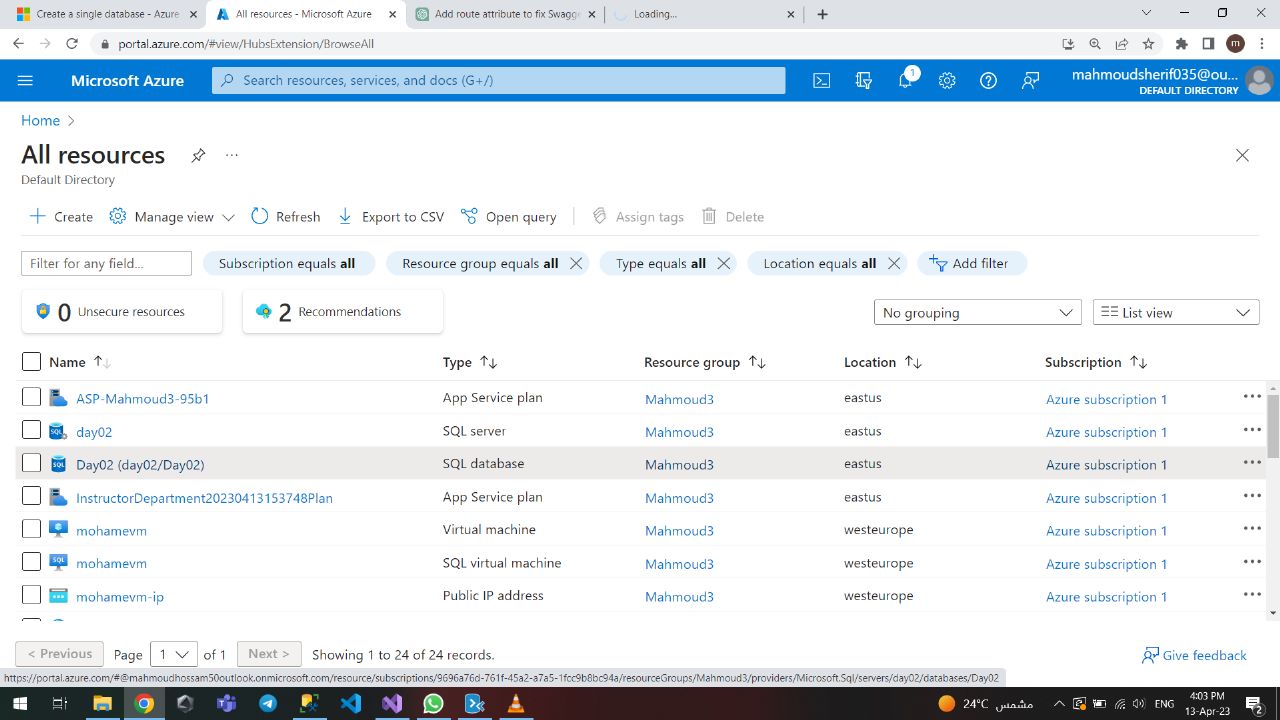 Create a single database - Azure
All resources - Microsoft Azure
Add route attribute to fix Swagge
Loading...
portal.azure.com/#view/HubsExtension/BrowseAll
m
Microsoft Azure
Search resources, services, and docs (G+/)
1
mahmoudsherif035@ou...
DEFAULT DIRECTORY
Home
All resources
Default Directory
Create
Manage view
Refresh
Export to CSV
Open query
Assign tags
Delete
Filter for any field...
Subscription equals all
Resource group equals all
Type equals all
Location equals all
Add filter
0 Unsecure resources
2 Recommendations
No grouping
List view
Name Type Resource group Location Subscription
ASP-Mahmoud3-95b1 App Service plan Mahmoud3 eastus Azure subscription 1
day02 SQL server Mahmoud3 eastus Azure subscription 1
Day02 (day02/Day02) SQL database Mahmoud3 eastus Azure subscription 1
InstructorDepartment20230413153748Plan App Service plan Mahmoud3 eastus Azure subscription 1
mohamevm Virtual machine Mahmoud3 westeurope Azure subscription 1
mohamevm SQL virtual machine Mahmoud3 westeurope Azure subscription 1
mohamevm-ip Public IP address Mahmoud3 westeurope Azure subscription 1
< Previous Page 1 of 1 Next > Showing 1 to 24 of 24 records.
Give feedback
https://portal.azure.com/#@mahmoudhossam50outlook.onmicrosoft.com/resource/subscriptions/9696a76d-761f-45a2-a7a5-1fcc9b8bc94a/resourceGroups/Mahmoud3/providers/Microsoft.Sql/servers/day02/databases/Day02
24°C مشمس
ENG
4:03 PM
13-Apr-23
2